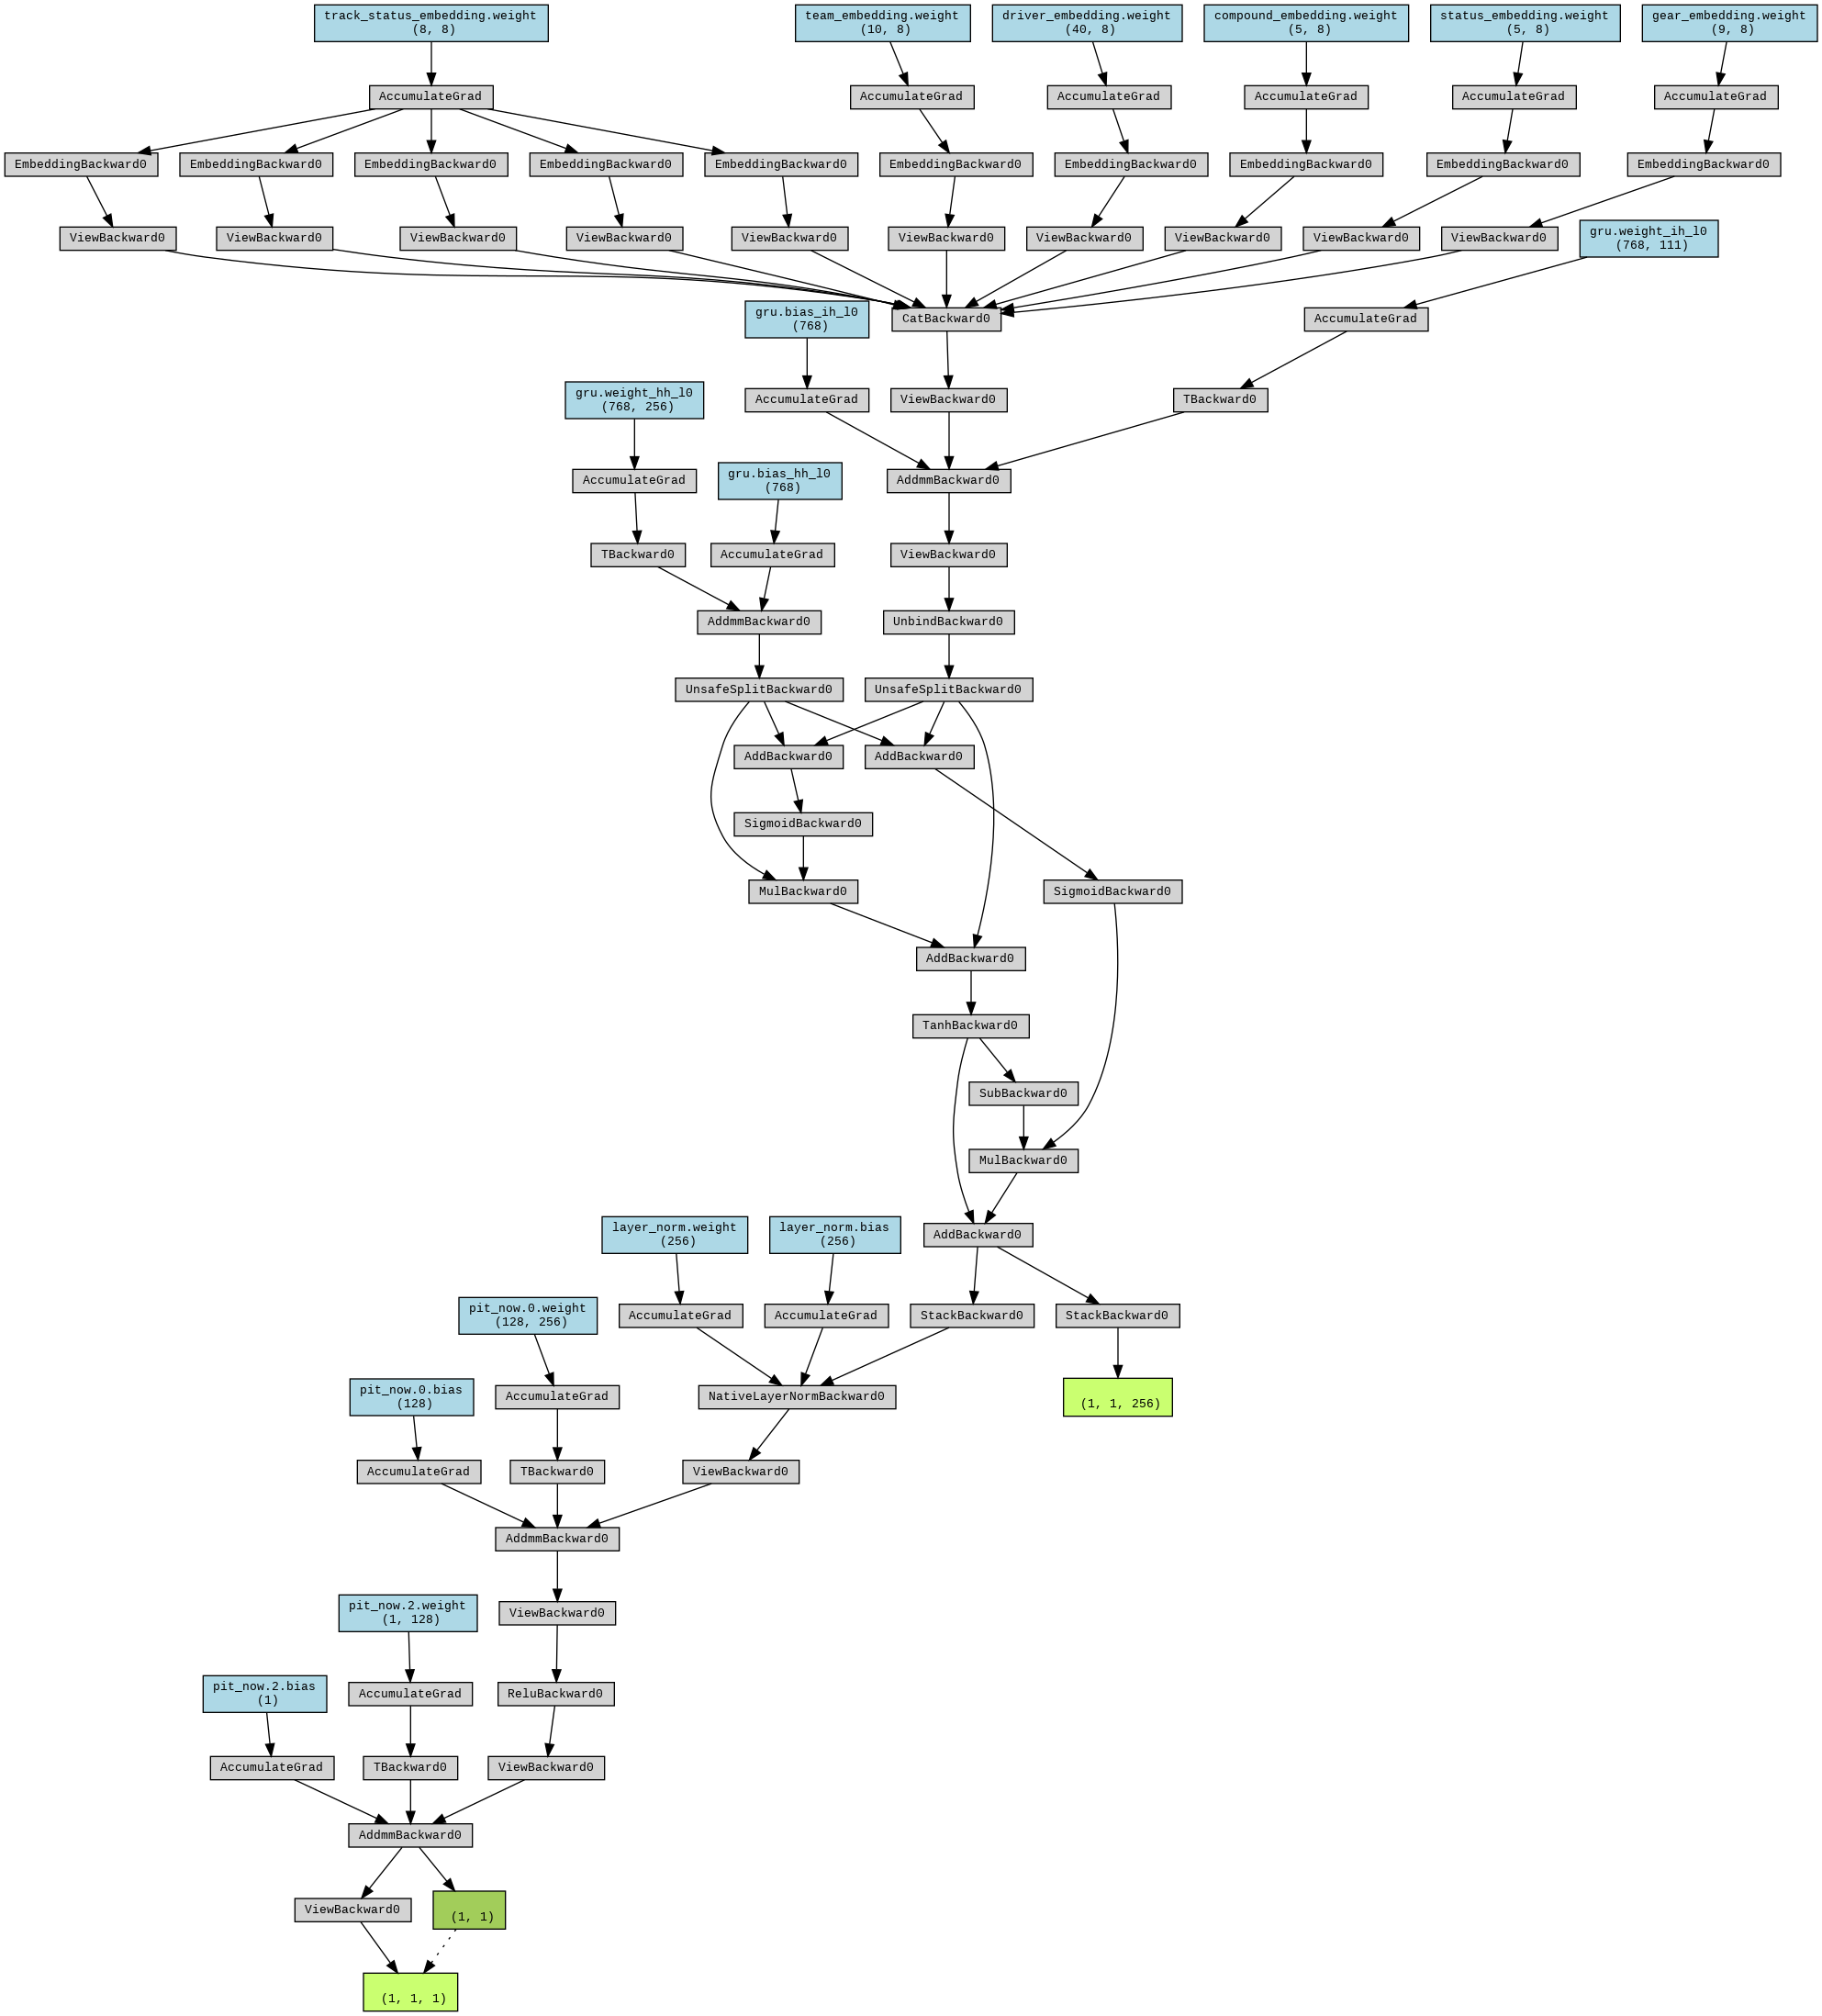 track_status_embedding.weight
(8, 8)
team_embedding.weight
(10, 8)
driver_embedding.weight
(40, 8)
compound_embedding.weight
(5, 8)
status_embedding.weight
(5, 8)
gear_embedding.weight
(9, 8)
AccumulateGrad
AccumulateGrad
AccumulateGrad
AccumulateGrad
AccumulateGrad
AccumulateGrad
EmbeddingBackward0
EmbeddingBackward0
EmbeddingBackward0
EmbeddingBackward0
EmbeddingBackward0
EmbeddingBackward0
EmbeddingBackward0
EmbeddingBackward0
EmbeddingBackward0
EmbeddingBackward0
ViewBackward0
ViewBackward0
ViewBackward0
ViewBackward0
ViewBackward0
ViewBackward0
ViewBackward0
ViewBackward0
ViewBackward0
ViewBackward0
gru.weight_ih_l0
(768, 111)
gru.bias_ih_l0
(768)
CatBackward0
AccumulateGrad
gru.weight_hh_l0
(768, 256)
AccumulateGrad
ViewBackward0
TBackward0
AccumulateGrad
gru.bias_hh_l0
(768)
AddmmBackward0
TBackward0
AccumulateGrad
ViewBackward0
AddmmBackward0
UnbindBackward0
UnsafeSplitBackward0
UnsafeSplitBackward0
AddBackward0
AddBackward0
SigmoidBackward0
MulBackward0
SigmoidBackward0
AddBackward0
TanhBackward0
SubBackward0
MulBackward0
layer_norm.weight
(256)
layer_norm.bias
(256)
AddBackward0
pit_now.0.weight
(128, 256)
AccumulateGrad
AccumulateGrad
StackBackward0
StackBackward0
pit_now.0.bias
(128)
AccumulateGrad
NativeLayerNormBackward0
(1, 1, 256)
AccumulateGrad
TBackward0
ViewBackward0
AddmmBackward0
pit_now.2.weight
(1, 128)
ViewBackward0
pit_now.2.bias
(1)
AccumulateGrad
ReluBackward0
AccumulateGrad
TBackward0
ViewBackward0
AddmmBackward0
ViewBackward0
(1, 1)
(1, 1, 1)